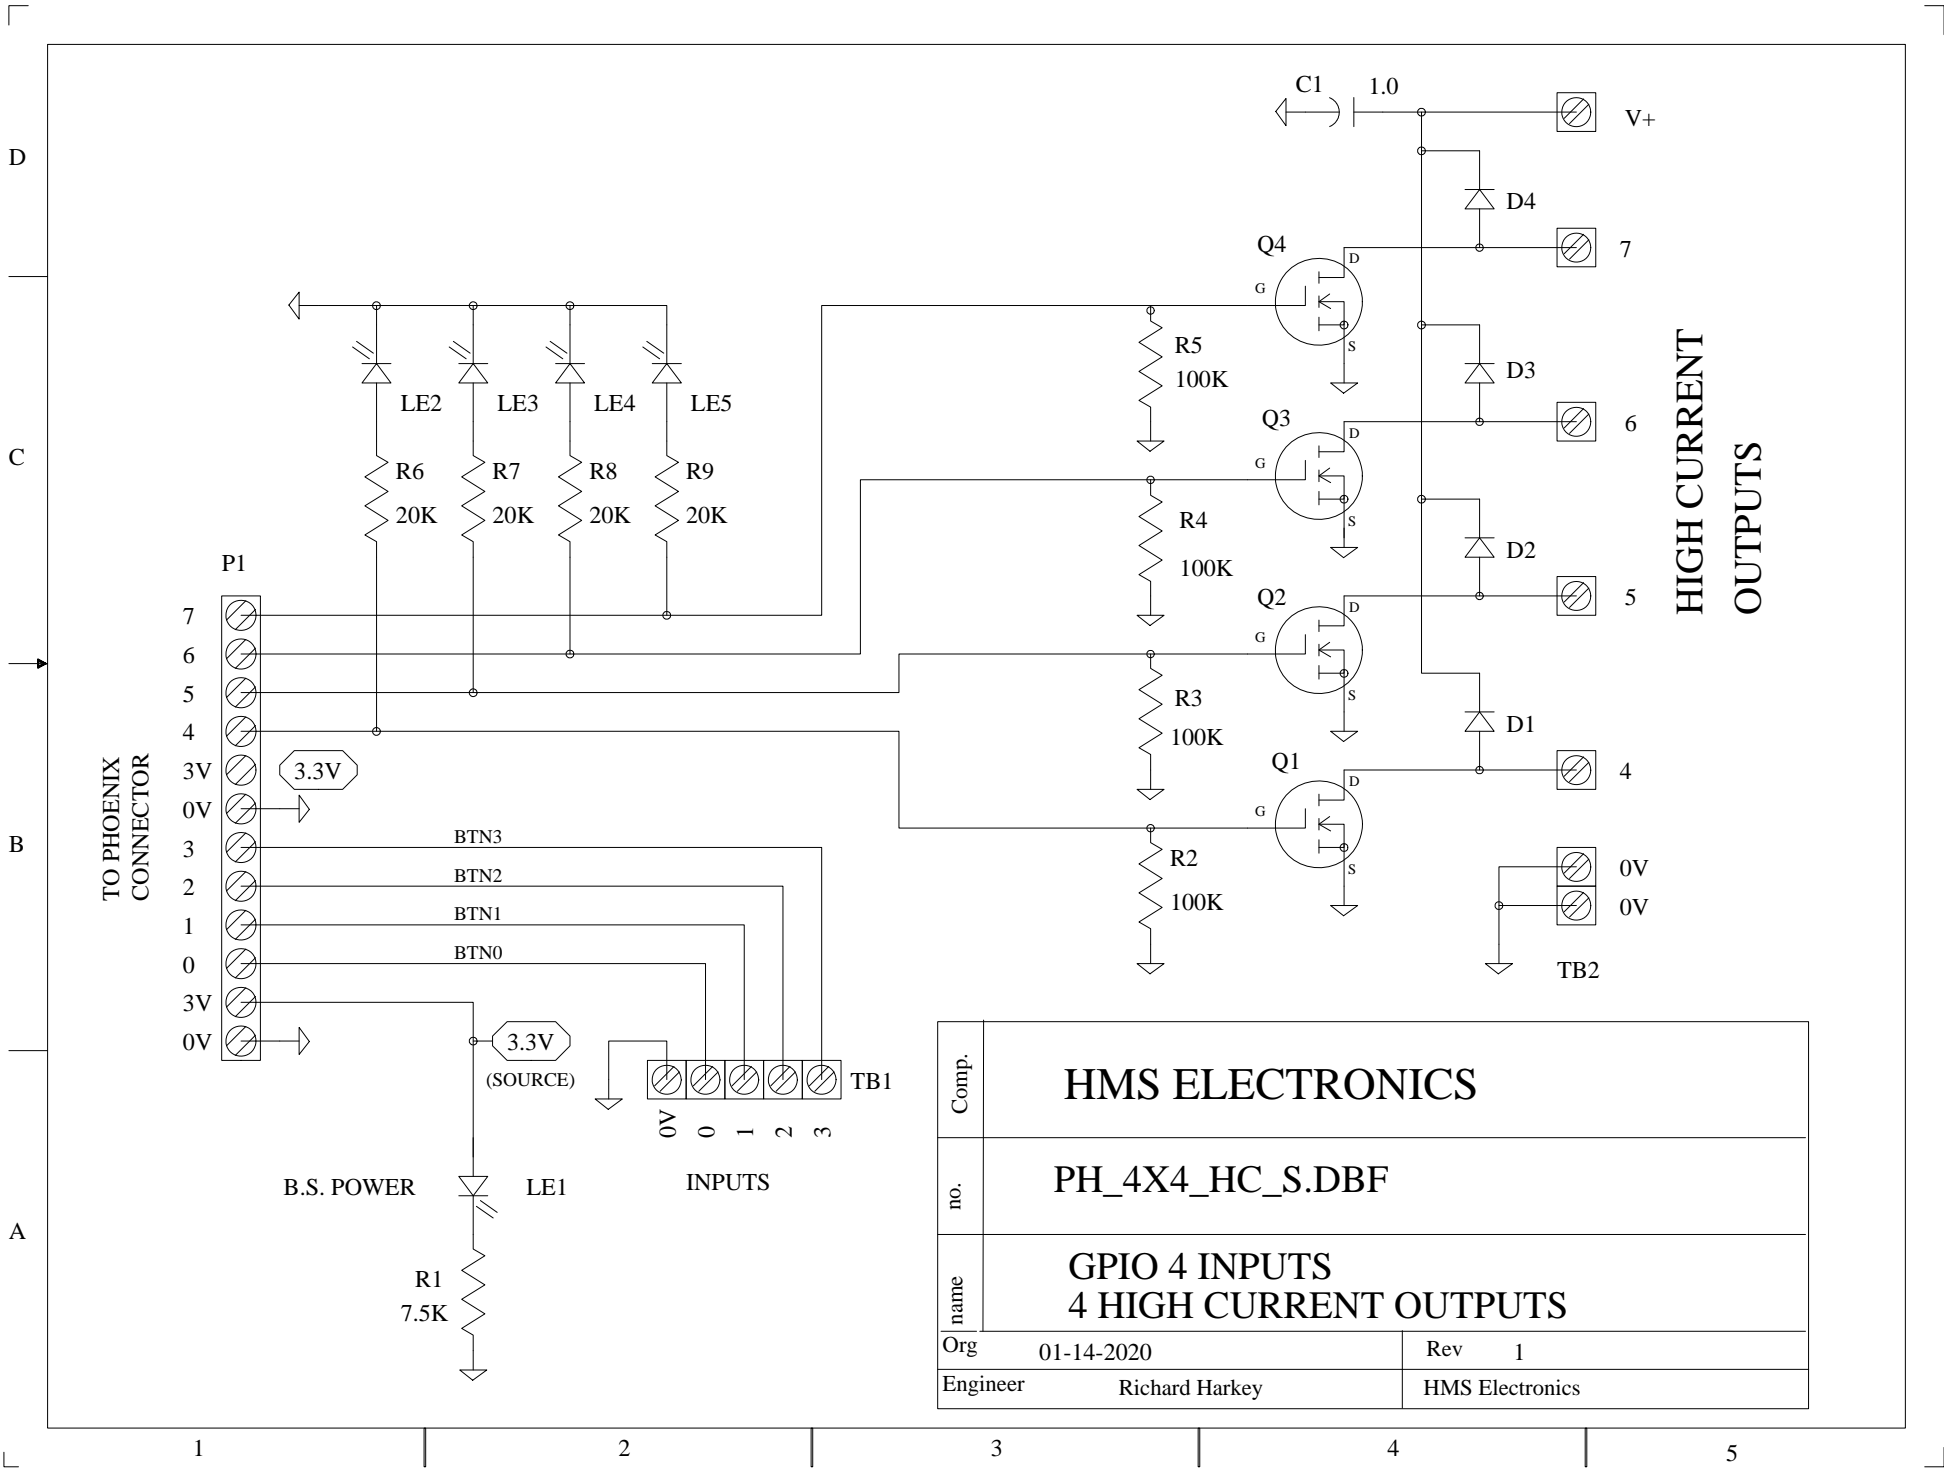 C1
1.0
V+
D
D4
Q4
D
7
G
S
R5
100K
D3
LE2
LE3
LE4
LE5
Q3
D
6
G
S
HIGH CURRENT
OUTPUTS
C
R6
20K
R7
20K
R8
20K
R9
20K
R4
100K
D2
P1
Q2
D
5
G
S
7
6
5
4
3V
0V
3
2
1
0
3V
0V
R3
100K
D1
3.3V
Q1
D
4
G
S
TO PHOENIX
CONNECTOR
B
BTN3
BTN2
BTN1
BTN0
R2
100K
0V
0V
TB2
3.3V
(SOURCE)
TB1
0V
0
1
2
3
INPUTS
B.S. POWER
LE1
A
R1
7.5K
Comp.
HMS ELECTRONICS
no.
PH_4X4_HC_S.DBF
name
GPIO 4 INPUTS
4 HIGH CURRENT OUTPUTS
Org
01-14-2020
Rev
1
Engineer
Richard Harkey
HMS Electronics
1
2
3
4
5